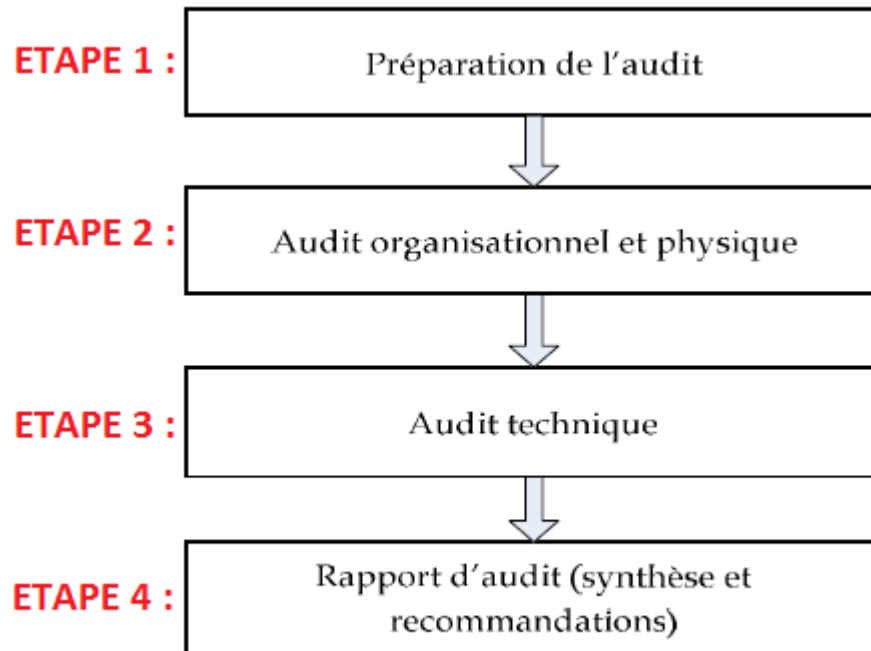 ETAPE 1 :
Préparation de l'audit
ETAPE 2 :
Audit organisationnel et physique
ETAPE 3 :
Audit technique
ETAPE 4 :
Rapport d'audit (synthèse et
recommandations)